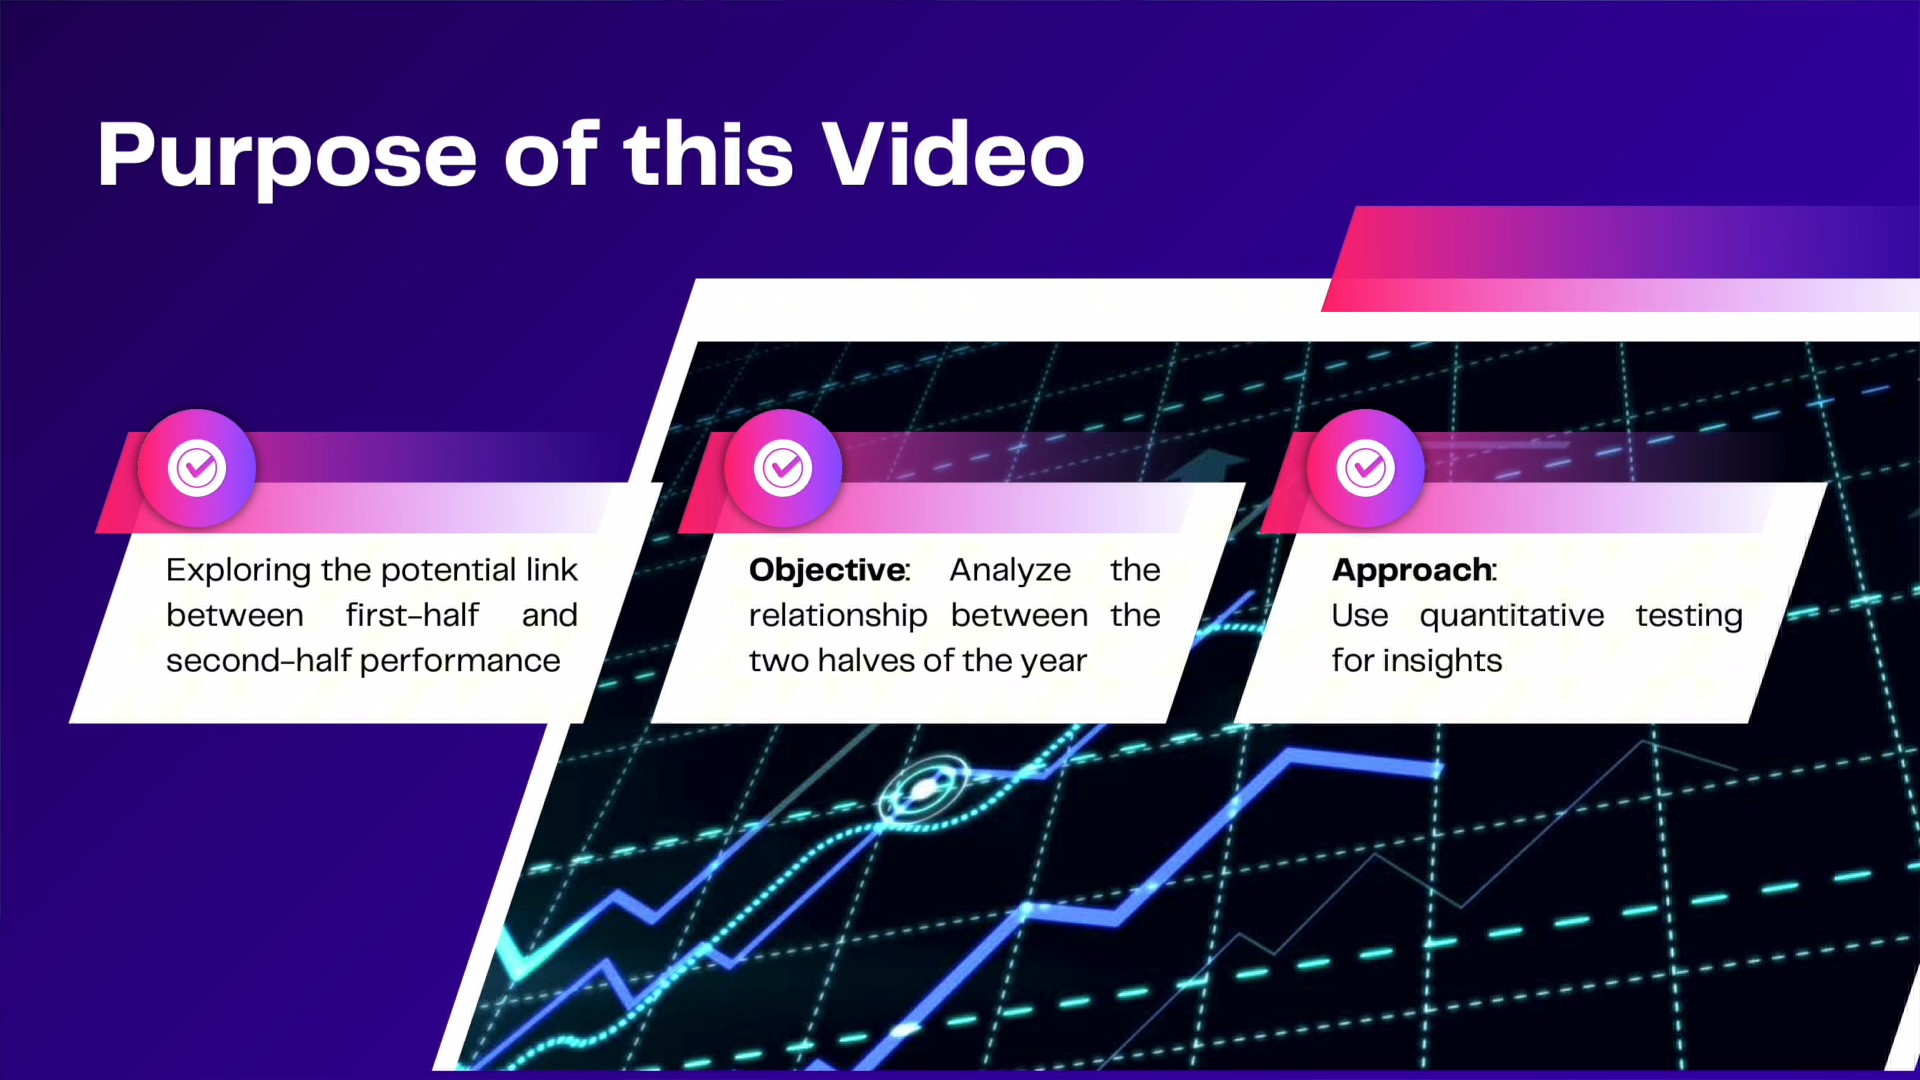 Purpose of this Video
Exploring the potential link
between first-half and
second-half performance
Objective: Analyze the
relationship between the
two halves of the year
Approach:
Use quantitative testing
for insights